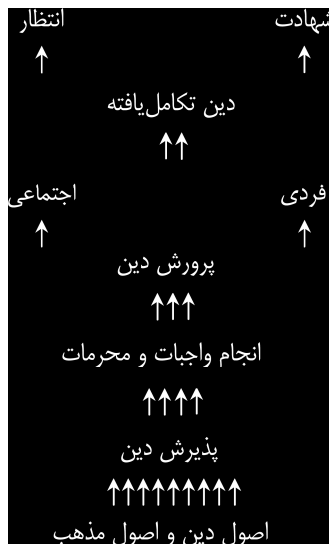 شهادت انتظار
دین تکامل‌یافته
فردی اجتماعی
پرورش دین
انجام واجبات و محرمات
پذیرش دین
اصول دین و اصول مذهب